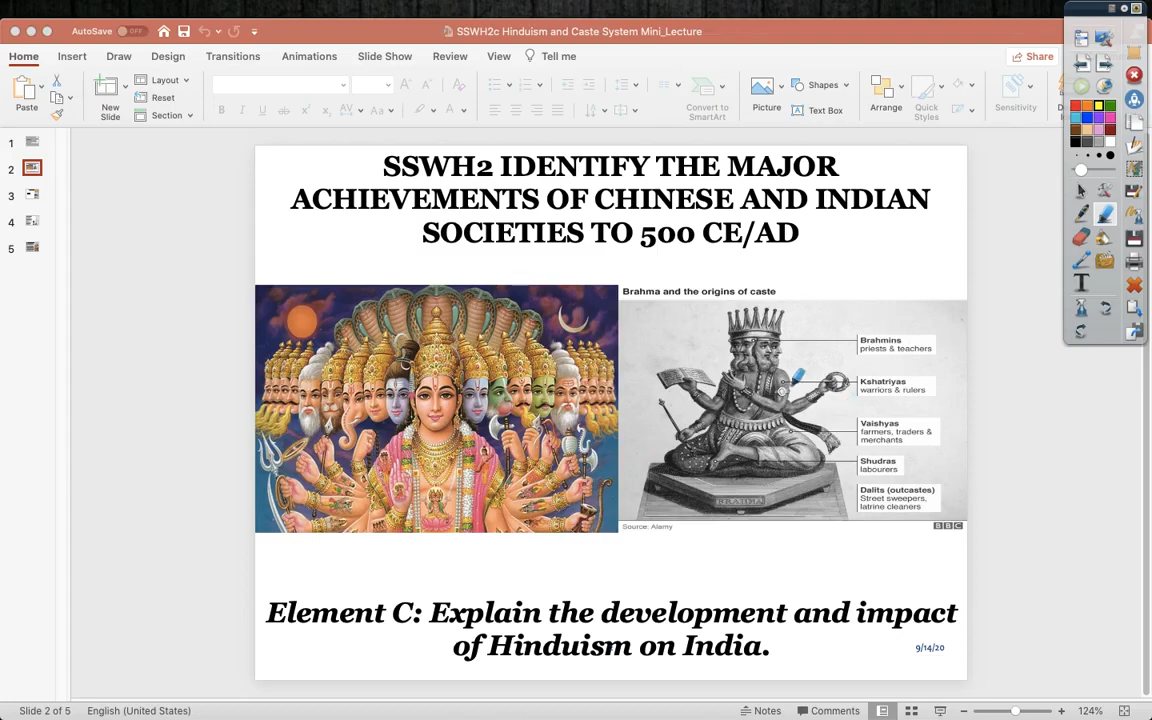 AutoSave OFF
SSWH2c Hinduism and Caste System Mini_Lecture
Home Insert Draw Design Transitions Animations Slide Show Review View Tell me
Share
Paste
New Slide
Layout
Reset
Section
Convert to SmartArt
Picture
Shapes
Text Box
Arrange
Quick Styles
Sensitivity
1
2
3
4
5
SSWH2 IDENTIFY THE MAJOR
ACHIEVEMENTS OF CHINESE AND INDIAN
SOCIETIES TO 500 CE/AD
Brahma and the origins of caste
Brahmins
priests & teachers
Kshatriyas
warriors & rulers
Vaishyas
farmers, traders &
merchants
Shudras
labourers
Dalits (outcastes)
Street sweepers,
latrine cleaners
Source: Alamy
BBC
Element C: Explain the development and impact
of Hinduism on India.
9/14/20
Slide 2 of 5 English (United States) Notes Comments 124%